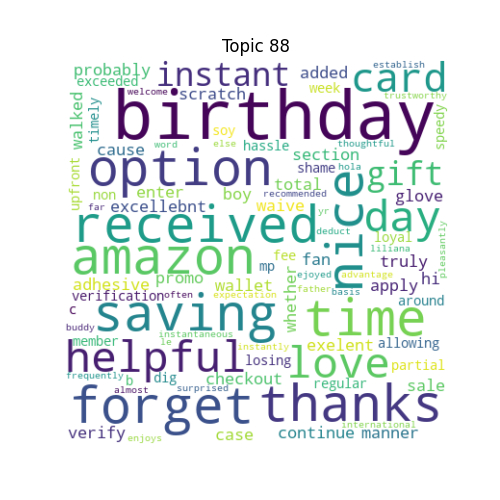 Topic 88
establish
probably instant added card
exceeded
welcome scratch week trustworthy
birthday
walked timely soy word else hassle thoughtful speedy
cause section hola
option shame gift
upfront non enter boy total recommended glove
far excellebnt waive nice yr day loyal
received deduct liliana pleasantly
amazon fee fan truly hi
mp ejoyed advantage
adhesive promo wallet whether father apply
verification often expectation basis around
c saving time
buddy instantaneous allowing
member le instantly exelent
helpful losing love partial
frequently b dig checkout regular sale
almost surprised
forget thanks
verify case continue manner
enjoys international